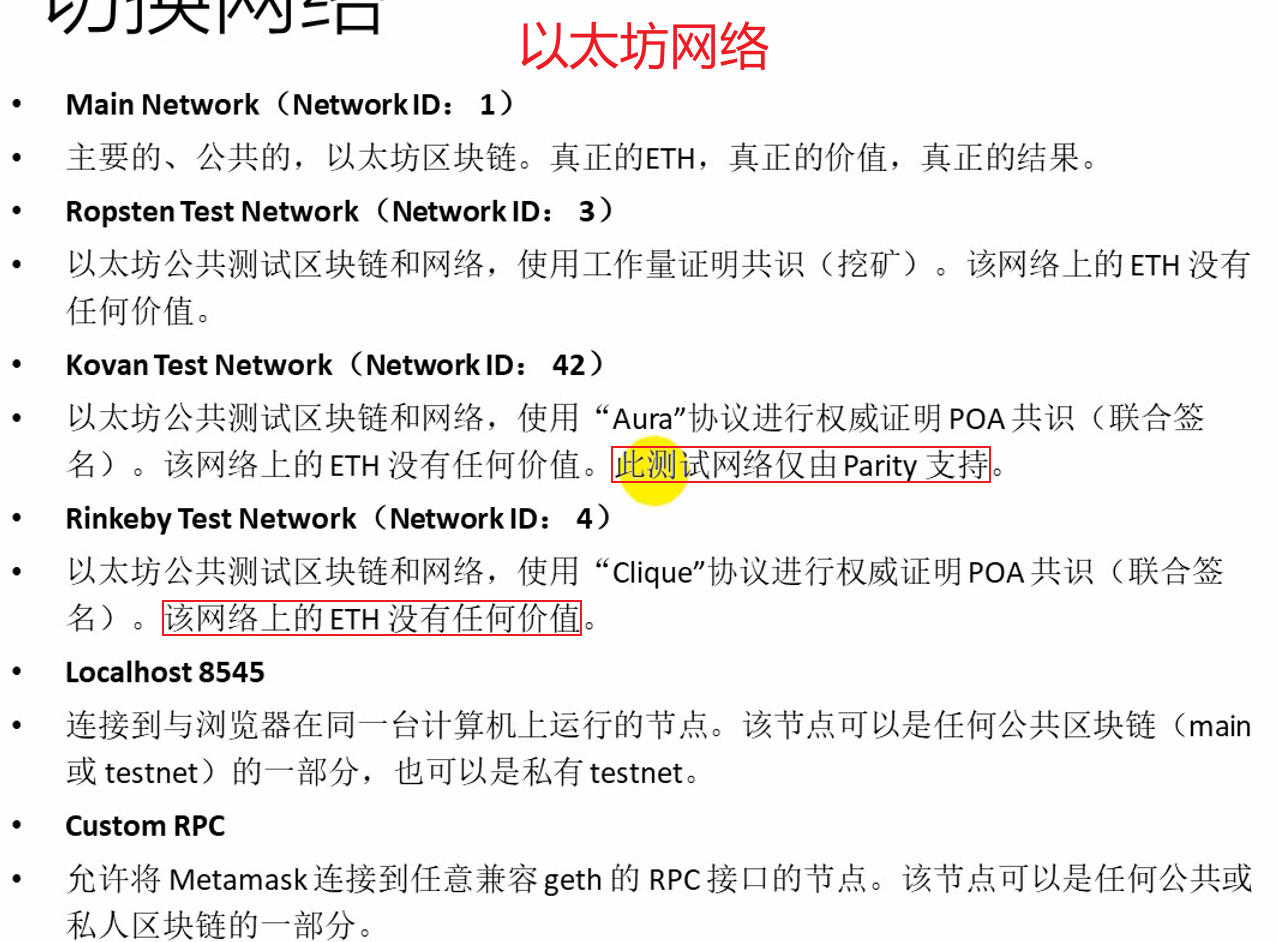 切换网络
以太坊网络
• Main Network（Network ID： 1）
• 主要的、公共的，以太坊区块链。真正的ETH，真正的价值，真正的结果。
• Ropsten Test Network（Network ID： 3）
• 以太坊公共测试区块链和网络，使用工作量证明共识（挖矿）。该网络上的 ETH 没有
任何价值。
• Kovan Test Network（Network ID： 42）
• 以太坊公共测试区块链和网络，使用“Aura”协议进行权威证明 POA 共识（联合签
名）。该网络上的 ETH 没有任何价值。此测试网络仅由 Parity 支持。
• Rinkeby Test Network（Network ID： 4）
• 以太坊公共测试区块链和网络，使用“Clique”协议进行权威证明 POA 共识（联合签
名）。该网络上的 ETH 没有任何价值。
• Localhost 8545
• 连接到与浏览器在同一台计算机上运行的节点。该节点可以是任何公共区块链（main
或 testnet）的一部分，也可以是私有 testnet。
• Custom RPC
• 允许将 Metamask 连接到任意兼容 geth 的 RPC 接口的节点。该节点可以是任何公共或
私人区块链的一部分。